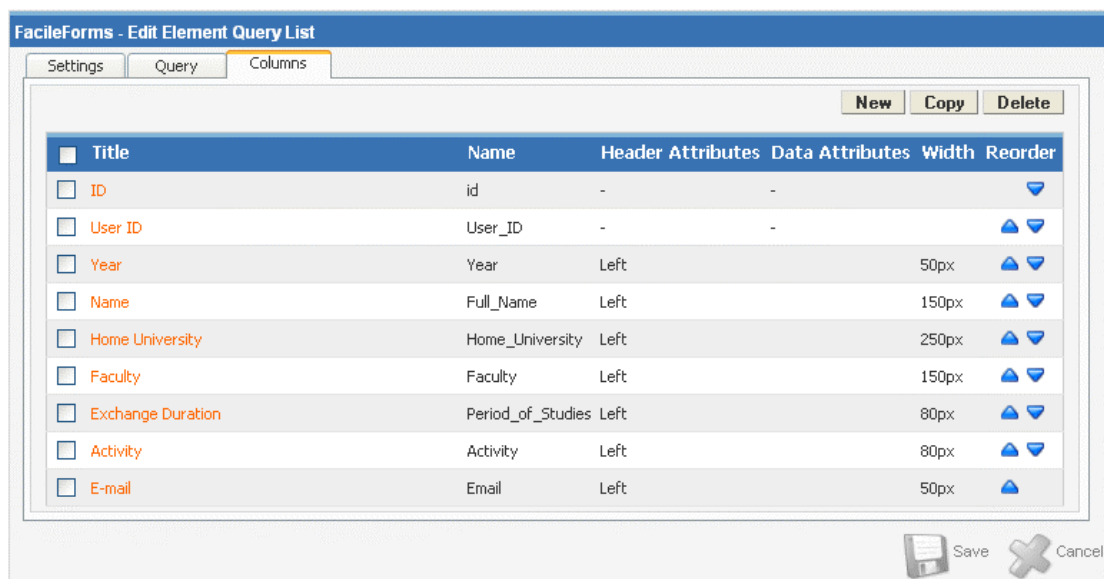 FacileForms - Edit Element Query List
Settings Query Columns
New Copy Delete
Title Name Header Attributes Data Attributes Width Reorder
ID id - -
User ID User_ID - -
Year Year Left 50px
Name Full_Name Left 150px
Home University Home_University Left 250px
Faculty Faculty Left 150px
Exchange Duration Period_of_Studies Left 80px
Activity Activity Left 80px
E-mail Email Left 50px
Save Cancel